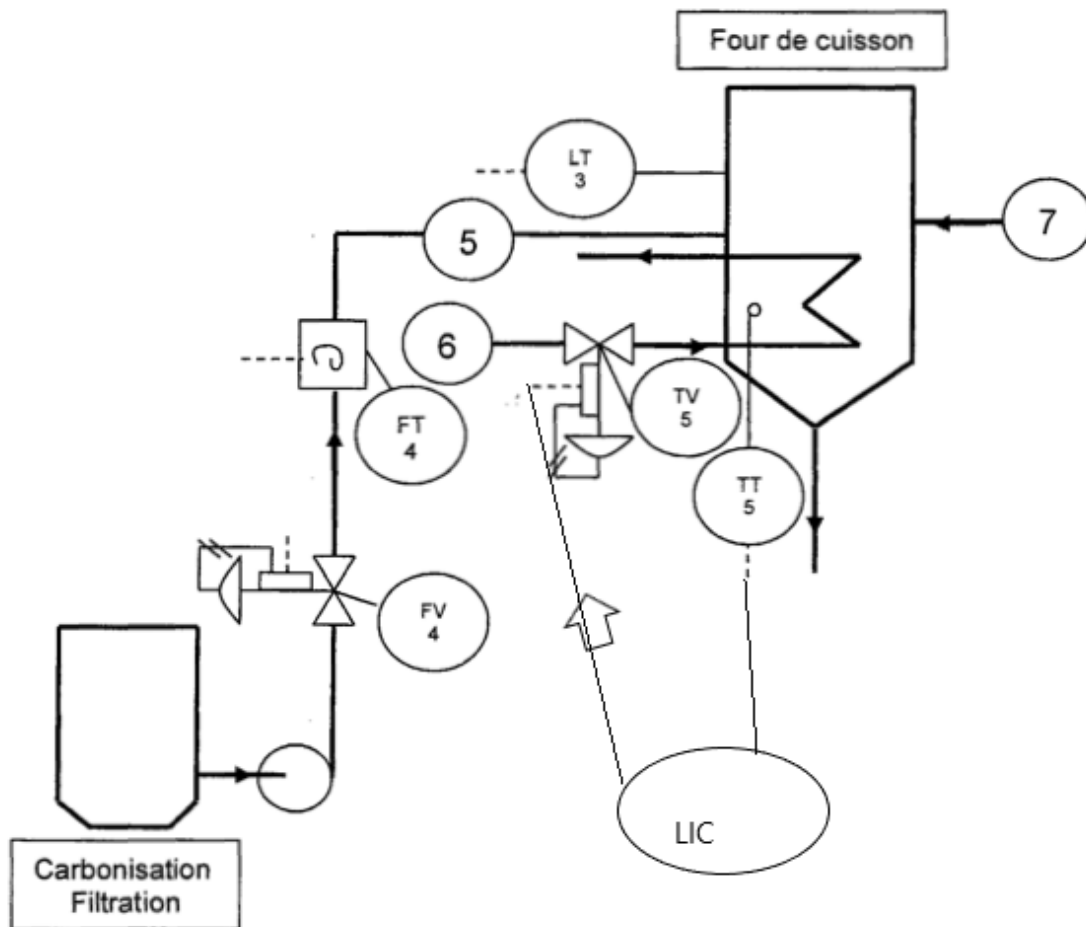 Four de cuisson
LT
3
5
7
6
TV
5
FT
4
TT
5
FV
4
LIC
Carbonisation
Filtration